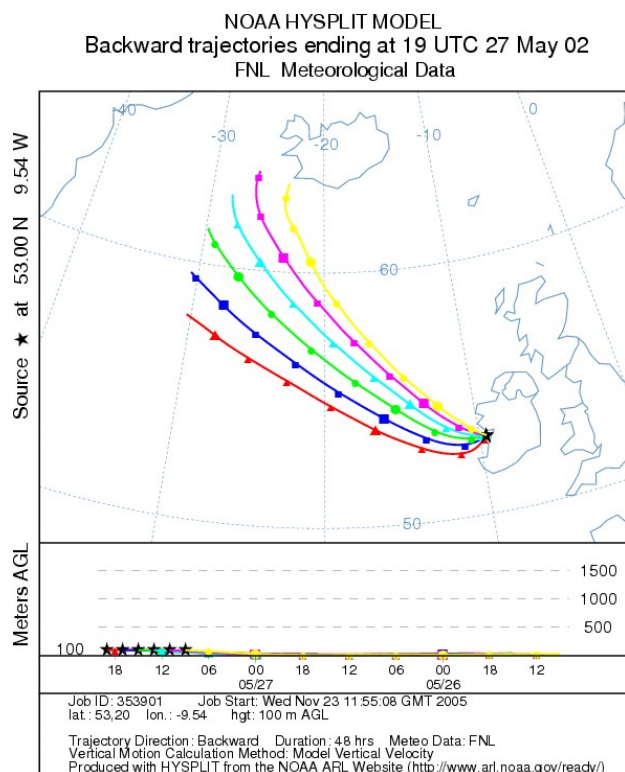 NOAA HYSPLIT MODEL
Backward trajectories ending at 19 UTC 27 May 02
FNL Meteorological Data
Source ★ at 53.00 N 9.54 W
-40
-30
-20
-10
0
60
50
Meters AGL
1500
1000
500
100
18 12 06 00 18 12 06 00 18 12
05/27 05/26
Job ID: 353901 Job Start: Wed Nov 23 11:55:08 GMT 2005
lat.: 53,20 lon.: -9.54 hgt: 100 m AGL
Trajectory Direction: Backward Duration: 48 hrs Meteo Data: FNL
Vertical Motion Calculation Method: Model Vertical Velocity
Produced with HYSPLIT from the NOAA ARL Website (http://www.arl.noaa.gov/ready/)